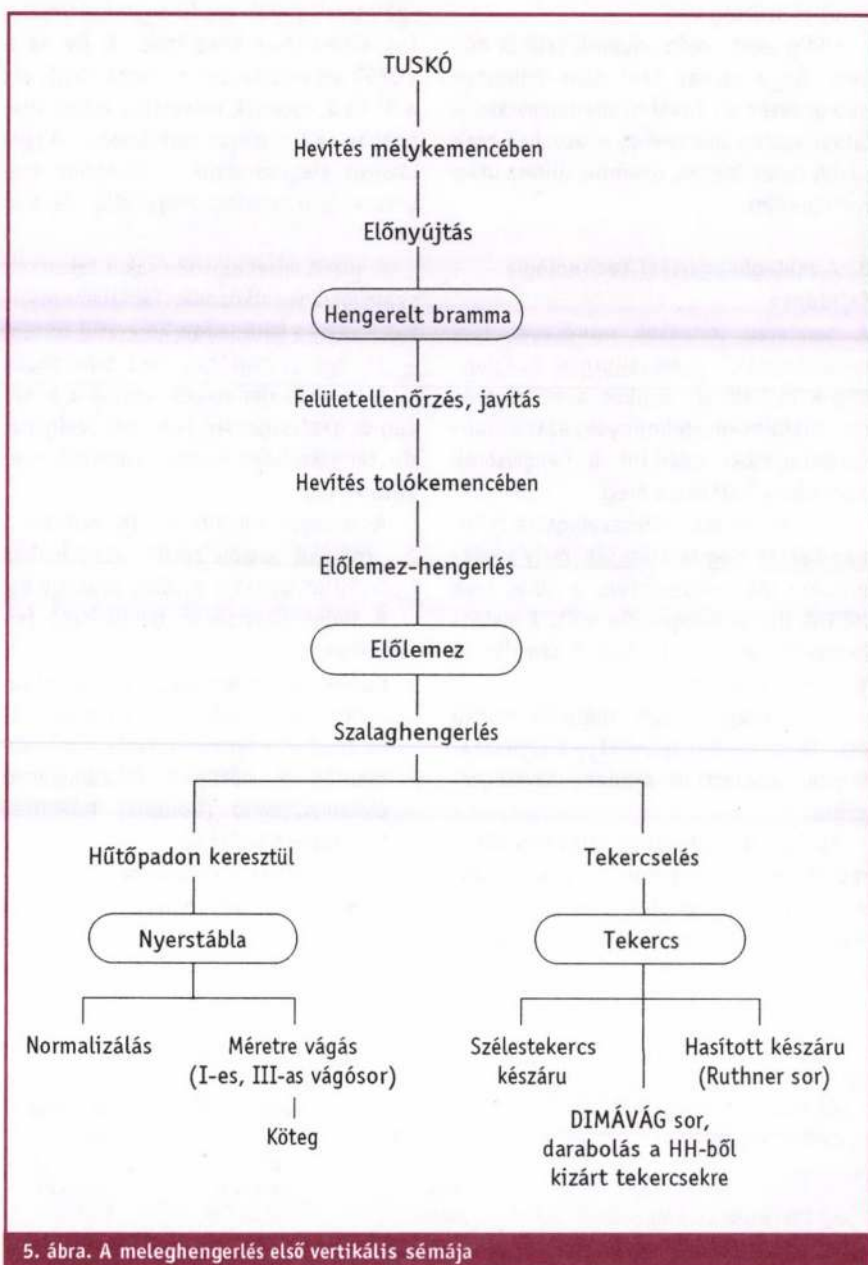 TUSKÓ
Hevítés mélykemencében
Előnyújtás
Hengerelt bramma
Felületellenőrzés, javítás
Hevítés tolókemencében
Előlemez-hengerlés
Előlemez
Szalaghengerlés
Hűtőpadon keresztül
Tekercselés
Nyerstábla
Tekercs
Normalizálás
Méretre vágás
(I-es, III-as vágósor)
Köteg
Szélestekercs
készáru
Hasított készáru
(Ruthner sor)
DIMÁVÁG sor,
darabolás a HH-ből
kizárt tekercsekre
5. ábra. A meleghengerlés első vertikális sémája